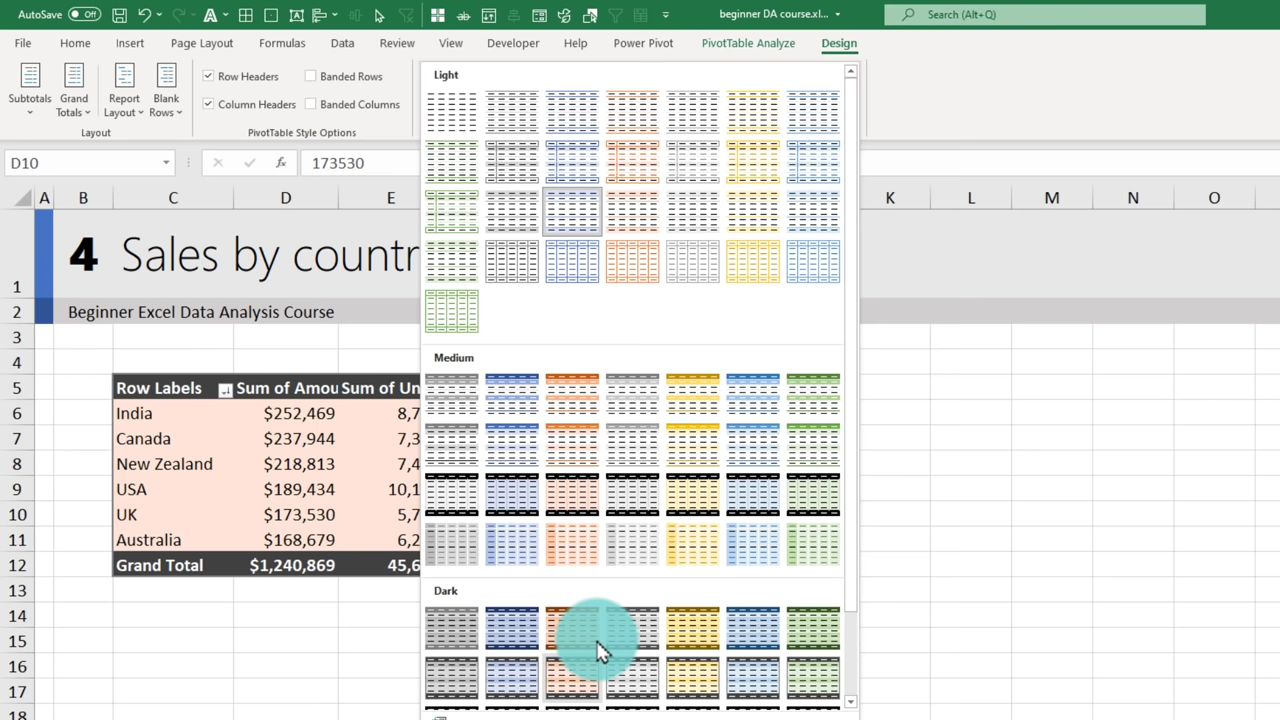 AutoSave Off beginner DA course.xl... Search (Alt+Q)
File Home Insert Page Layout Formulas Data Review View Developer Help Power Pivot PivotTable Analyze Design
Subtotals
Grand Totals
Report Layout
Blank Rows
Row Headers Banded Rows
Column Headers Banded Columns
Layout PivotTable Style Options
Light
D10 fx 173530
A B C D E K L M N O
1 4 Sales by countr
2 Beginner Excel Data Analysis Course
3
4
Medium
5 Row Labels Sum of Amou Sum of Un
6 India $252,469 8,7
7 Canada $237,944 7,3
8 New Zealand $218,813 7,4
9 USA $189,434 10,1
10 UK $173,530 5,7
11 Australia $168,679 6,2
12 Grand Total $1,240,869 45,6
13
Dark
14
15
16
17
18